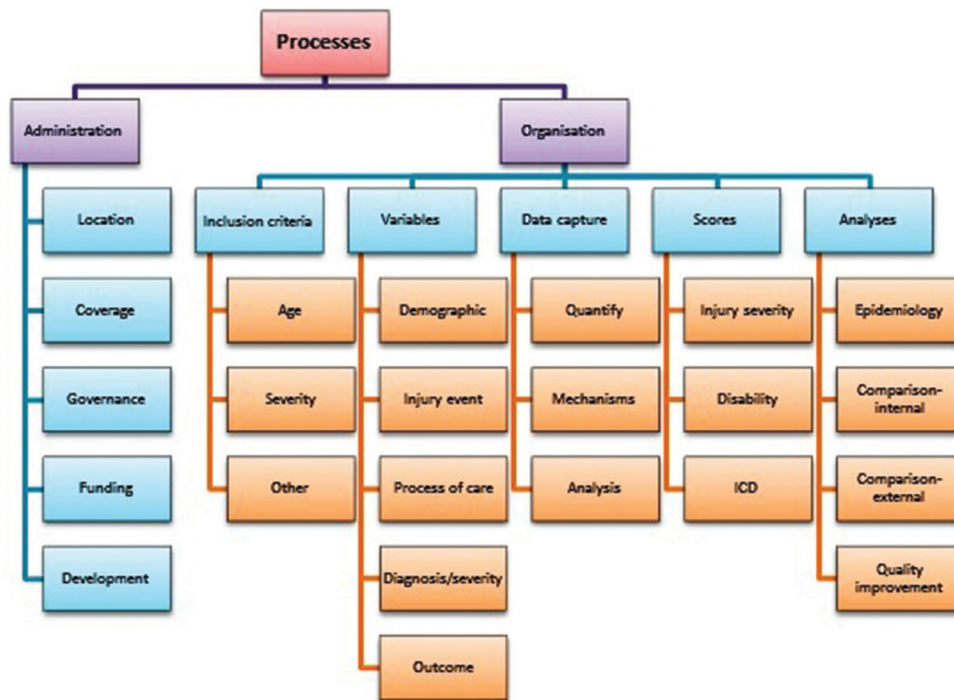 Processes
Administration
Organisation
Location
Inclusion criteria
Variables
Data capture
Scores
Analyses
Coverage
Age
Demographic
Quantify
Injury severity
Epidemiology
Governance
Severity
Injury event
Mechanisms
Disability
Comparison-
internal
Funding
Other
Process of care
Analysis
ICD
Comparison-
external
Development
Diagnosis/severity
Quality
improvement
Outcome